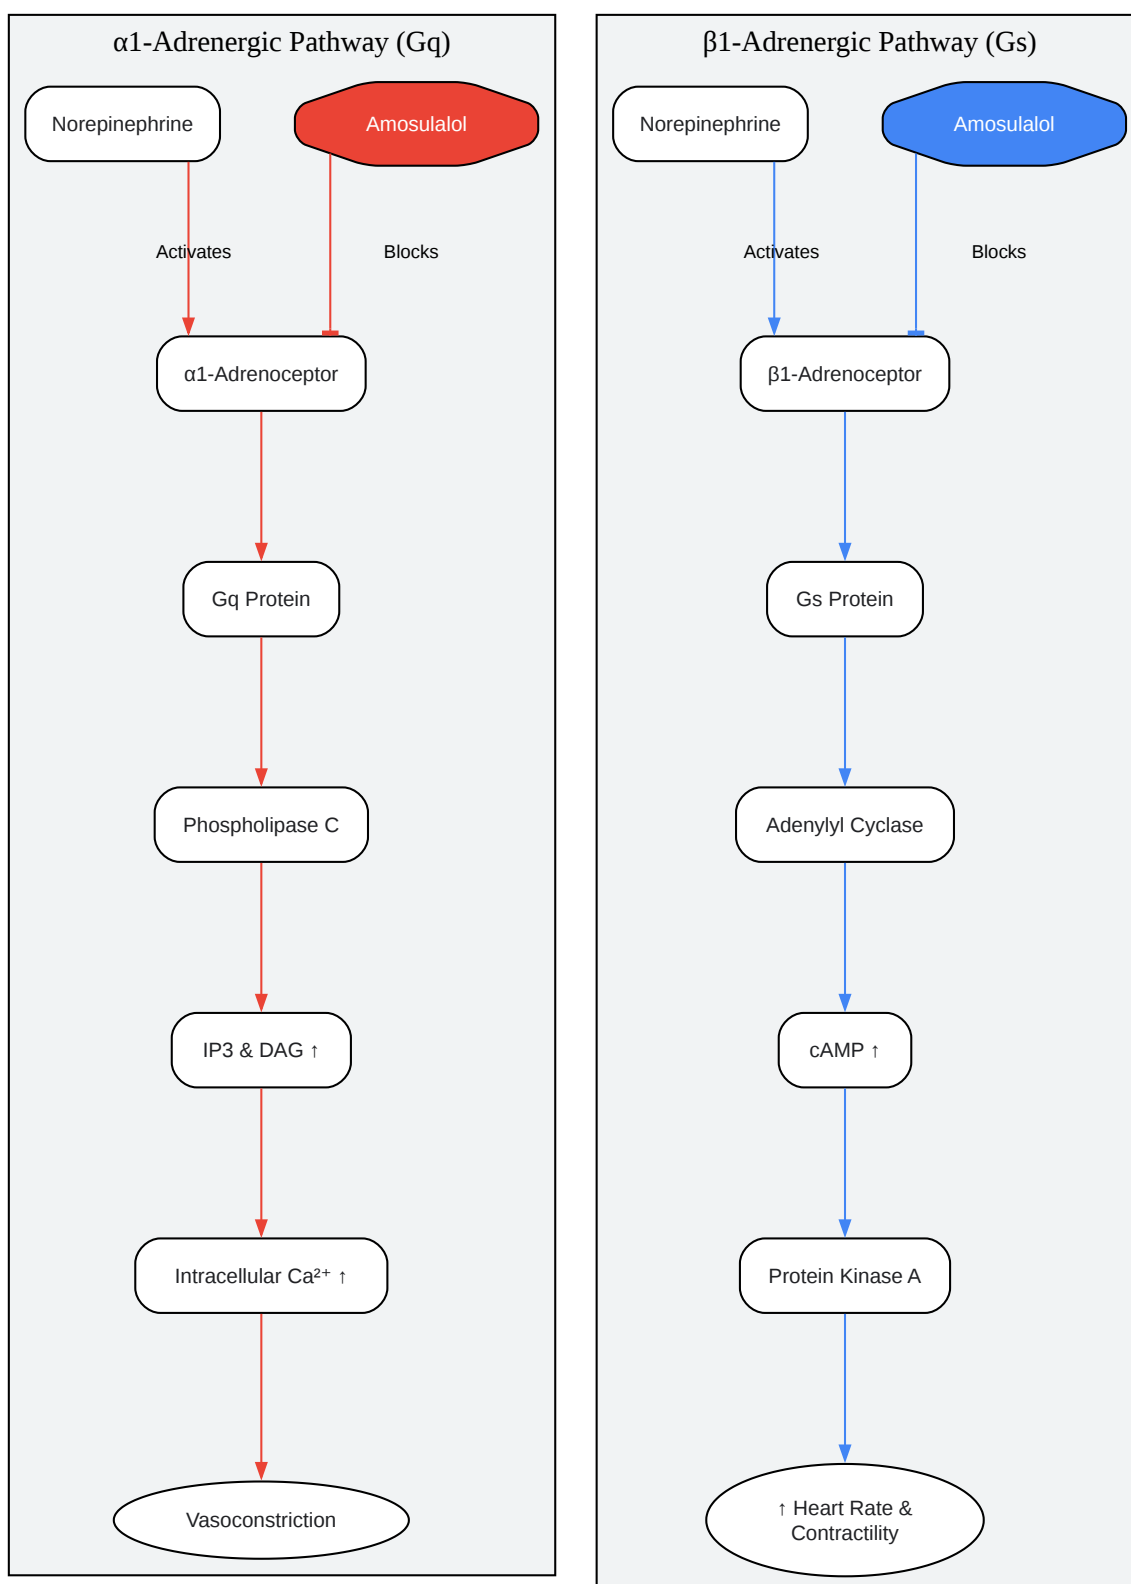 α1-Adrenergic Pathway (Gq)
Norepinephrine
Amosulalol
Activates
Blocks
α1-Adrenoceptor
Gq Protein
Phospholipase C
IP3 & DAG ↑
Intracellular Ca²⁺ ↑
Vasoconstriction
β1-Adrenergic Pathway (Gs)
Norepinephrine
Amosulalol
Activates
Blocks
β1-Adrenoceptor
Gs Protein
Adenylyl Cyclase
cAMP ↑
Protein Kinase A
↑ Heart Rate &
Contractility